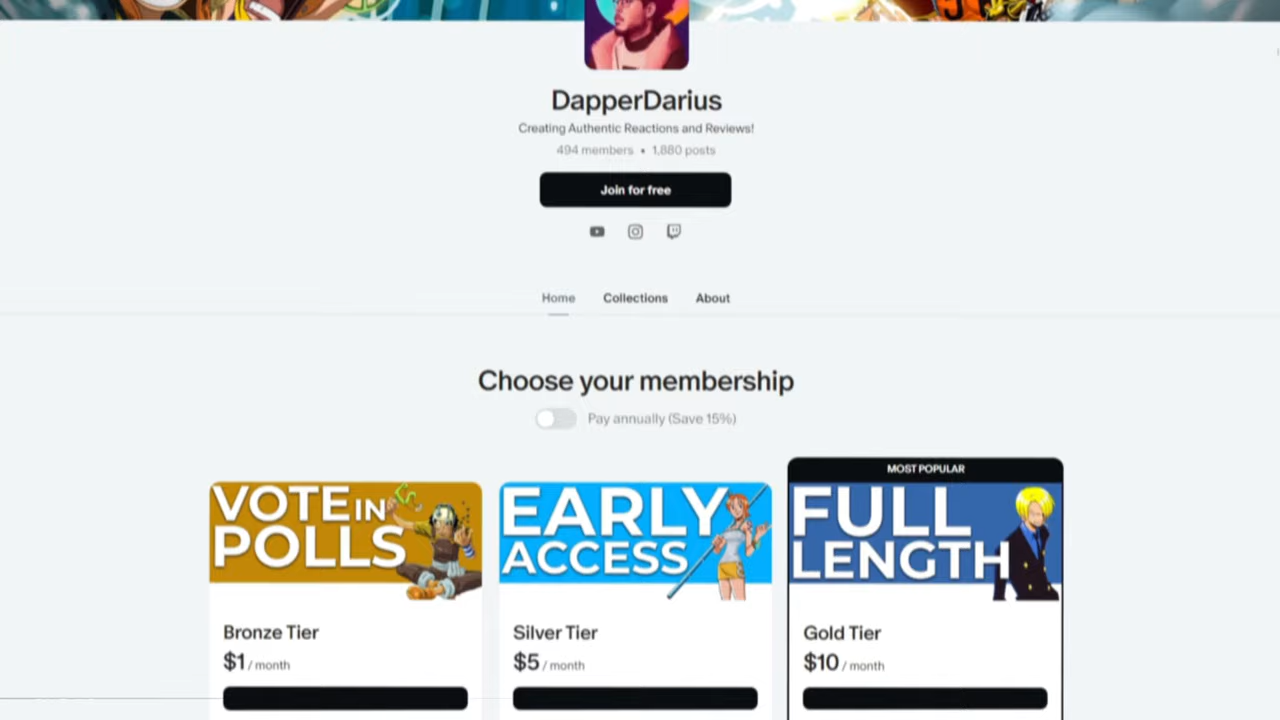 DapperDarius
Creating Authentic Reactions and Reviews!
494 members • 1,880 posts
Join for free
Home Collections About
Choose your membership
Pay annually (Save 15%)
VOTE IN
POLLS
Bronze Tier
$1 / month
EARLY
ACCESS
Silver Tier
$5 / month
MOST POPULAR
FULL
LENGTH
Gold Tier
$10 / month